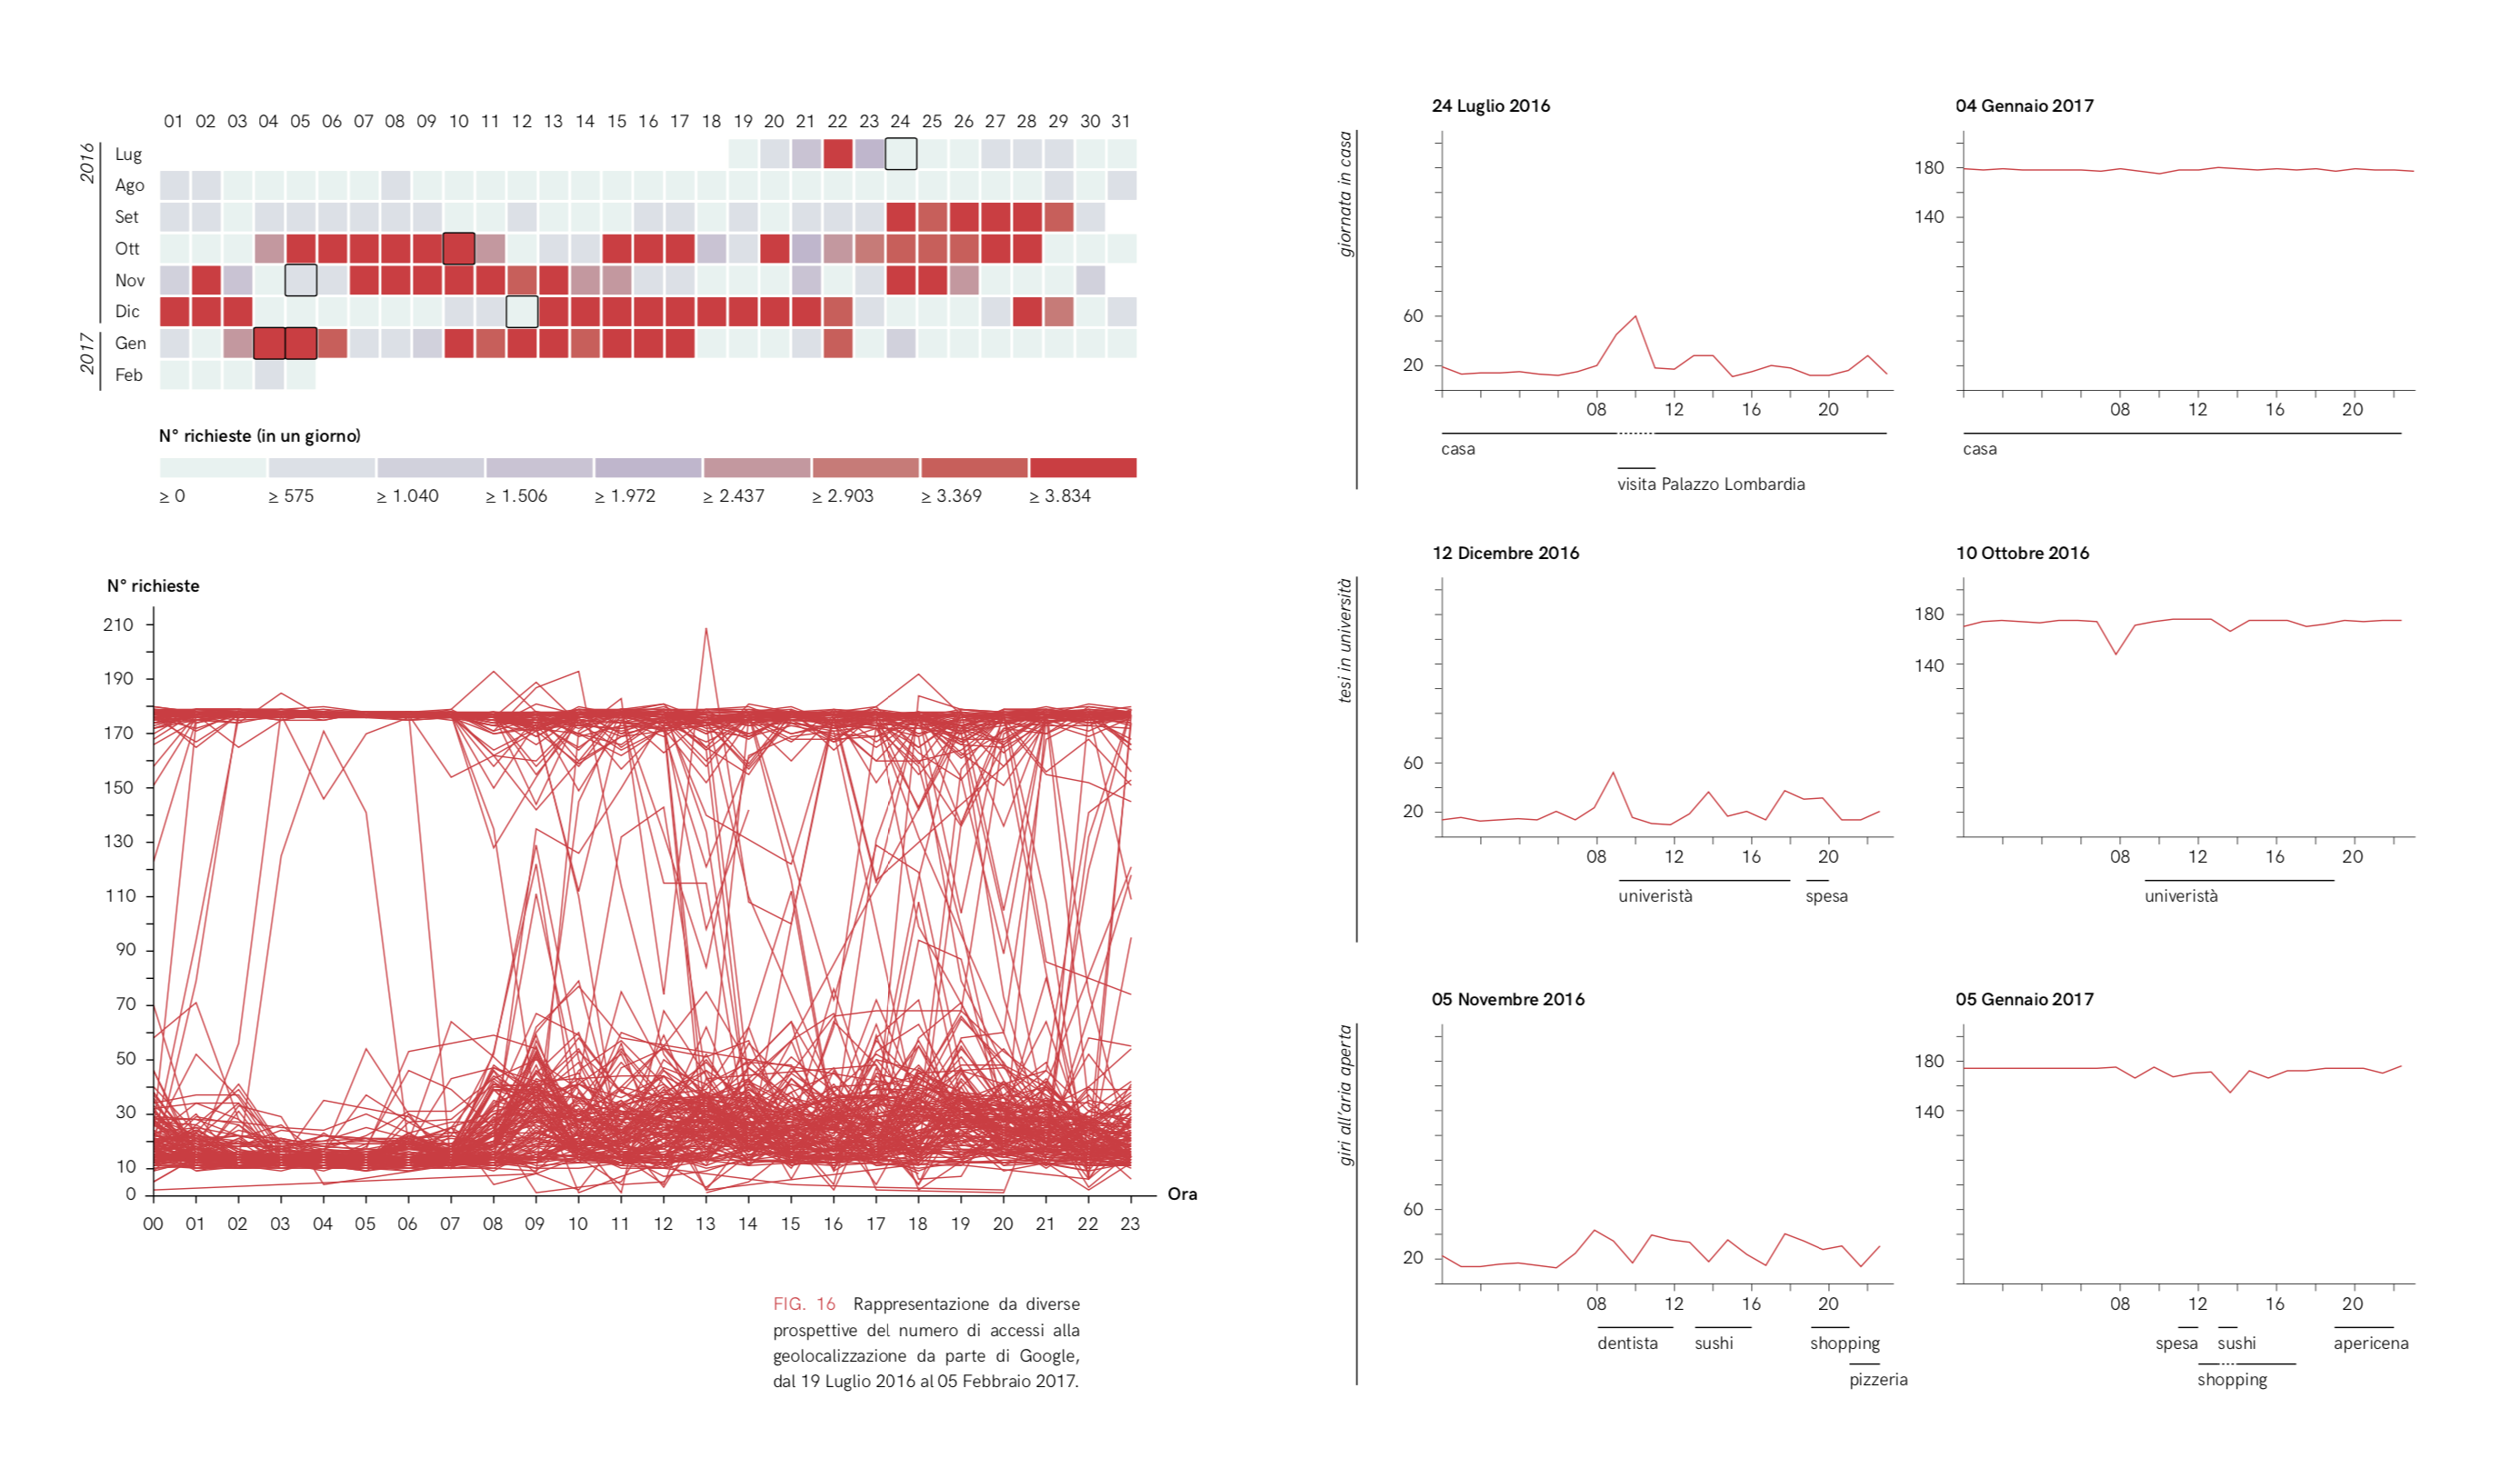 01 02 03 04 05 06 07 08 09 10 11 12 13 14 15 16 17 18 19 20 21 22 23 24 25 26 27 28 29 30 31
2016
Lug
Ago
Set
Ott
Nov
Dic
2017
Gen
Feb
N° richieste (in un giorno)
≥ 0 ≥ 575 ≥ 1.040 ≥ 1.506 ≥ 1.972 ≥ 2.437 ≥ 2.903 ≥ 3.369 ≥ 3.834
N° richieste
210
190
170
150
130
110
90
70
50
30
10
0
Ora
00 01 02 03 04 05 06 07 08 09 10 11 12 13 14 15 16 17 18 19 20 21 22 23
FIG. 16 Rappresentazione da diverse
prospettive del numero di accessi alla
geolocalizzazione da parte di Google,
dal 19 Luglio 2016 al 05 Febbraio 2017.
giornata in casa
24 Luglio 2016
60
20
08 12 16 20
casa
visita Palazzo Lombardia
04 Gennaio 2017
180
140
08 12 16 20
casa
tesi in università
12 Dicembre 2016
60
20
08 12 16 20
univeristà spesa
10 Ottobre 2016
180
140
08 12 16 20
univeristà
giri all'aria aperta
05 Novembre 2016
60
20
08 12 16 20
dentista sushi shopping
pizzeria
05 Gennaio 2017
180
140
08 12 16 20
spesa sushi apericena
shopping